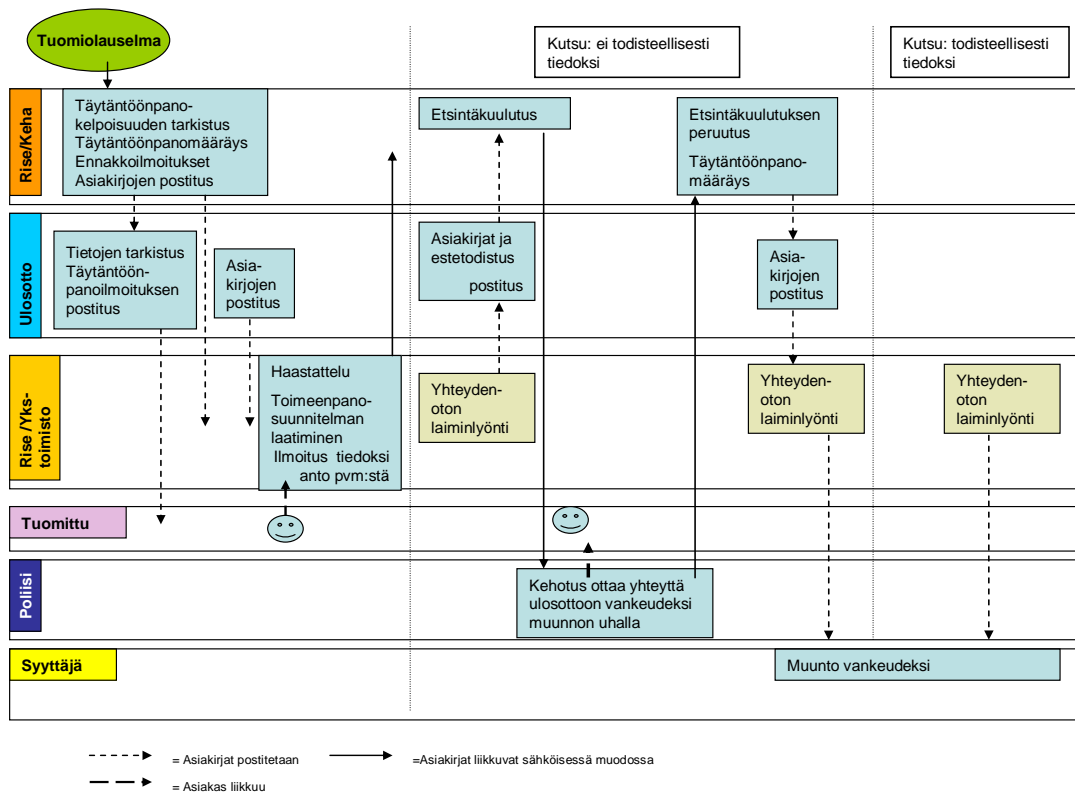 Tuomiolauselma
Kutsu: ei todisteellisesti
tiedoksi
Kutsu: todisteellisesti
tiedoksi
Rise/Keha
Täytäntöönpano-
kelpoisuuden tarkistus
Täytäntöönpanomääräys
Ennakkoilmoitukset
Asiakirjojen postitus
Etsintäkuulutus
Etsintäkuulutuksen
peruutus
Täytäntöönpano-
määräys
Ulosotto
Tietojen tarkistus
Täytäntöön-
panoilmoituksen
postitus
Asia-
kirjojen
postitus
Asiakirjat ja
estetodistus
postitus
Asia-
kirjojen
postitus
Rise /Yks-
toimisto
Haastattelu
Toimeenpano-
suunnitelman
laatiminen
Ilmoitus tiedoksi
anto pvm:stä
Yhteyden-
oton
laiminlyönti
Yhteyden-
oton
laiminlyönti
Yhteyden-
oton
laiminlyönti
Tuomittu
Poliisi
Kehotus ottaa yhteyttä
ulosottoon vankeudeksi
muunnon uhalla
Syyttäjä
Muunto vankeudeksi
= Asiakirjat postitetaan
=Asiakirjat liikkuvat sähköisessä muodossa
= Asiakas liikkuu